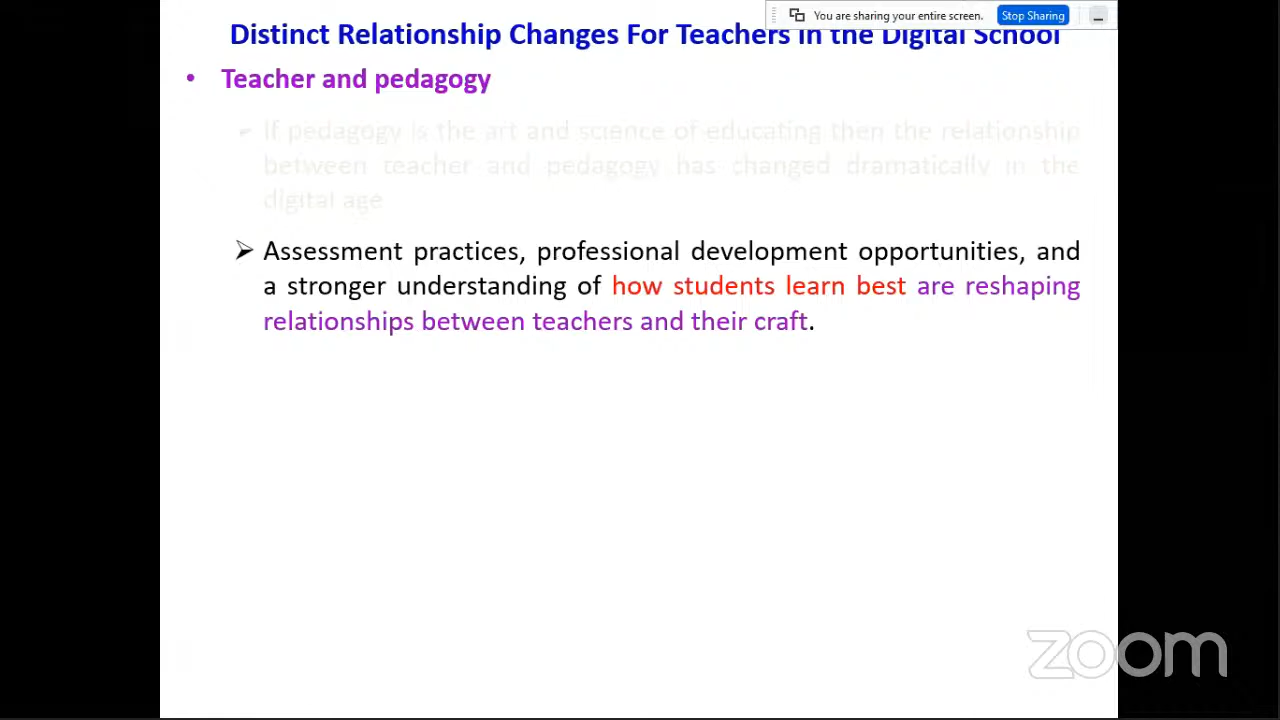 You are sharing your entire screen. Stop Sharing
Distinct Relationship Changes For Teachers in the Digital School
• Teacher and pedagogy
If pedagogy is the art and science of educating then the relationship
between teacher and pedagogy has changed dramatically in the
digital age
➢ Assessment practices, professional development opportunities, and
a stronger understanding of how students learn best are reshaping
relationships between teachers and their craft.
zoom